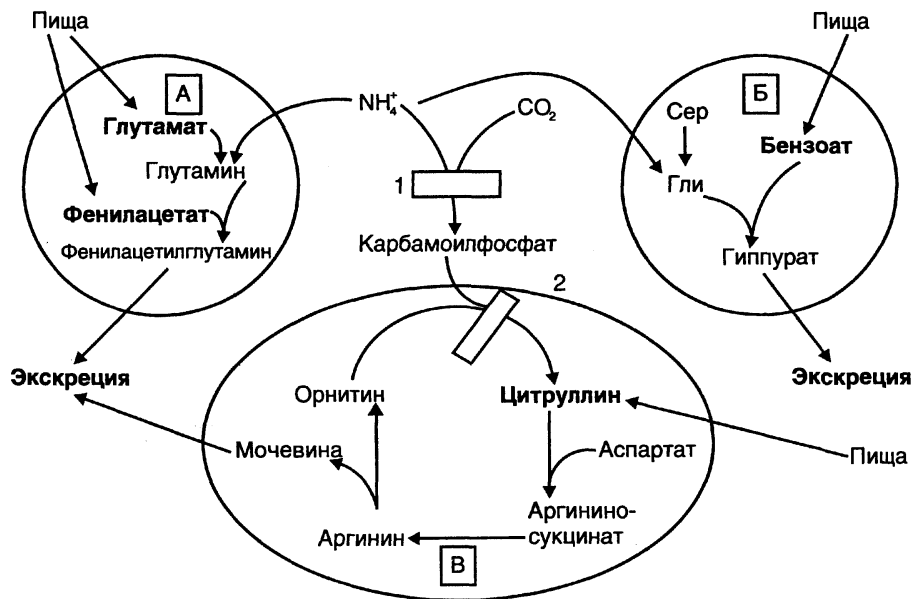 Пища
Пища
А
Б
NH₄⁺
CO₂
Сер
Глутамат
Бензоат
Глутамин
1
Гли
Фенилацетат
Карбамоилфосфат
Фенилацетилглутамин
Гиппурат
2
Экскреция
Орнитин
Цитруллин
Экскреция
Мочевина
Аспартат
Пища
Аргинин
Аргинино-
сукцинат
В